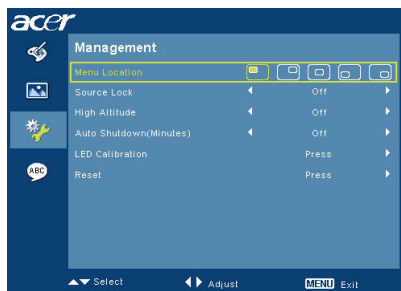 acer
Management
Menu Location
Source Lock Off
High Altitude Off
Auto Shutdown(Minutes) Off
LED Calibration Press
Reset Press
ABC
Select Adjust MENU Exit